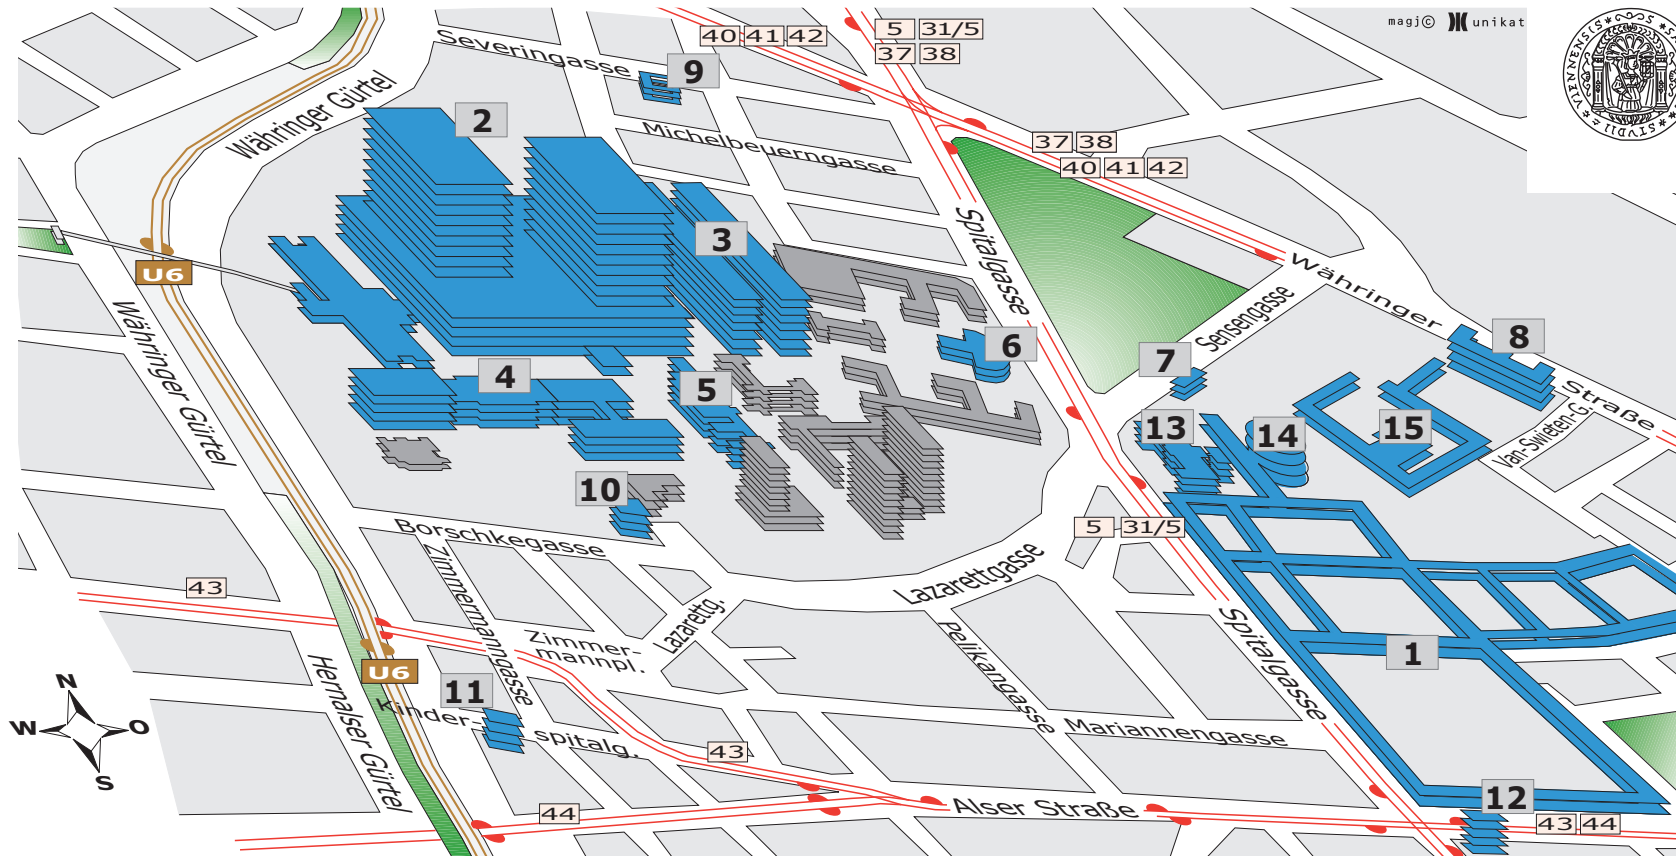 magj© unikat
VIENNENSIS
STVDII
40 41 42
5 31/5
37 38
Severingasse
9
2
Währinger Gürtel
Michelbeuerngasse
37 38
40 41 42
3
Spitalgasse
U6
Währinger
Straße
Sensengasse
6
7
8
Währinger Gürtel
4
5
13
14
15
Van-Swieten-G.
10
Borschkegasse
5 31/5
Lazarettgasse
43
Zimmermanngasse
Zimmer-
mannpl.
Lazarettg.
Pelikangasse
Spitalgasse
1
U6
Hernalser Gürtel
11
Kinder-
spitalg.
N
W
O
S
43
Mariannengasse
44
Alser Straße
12
43 44